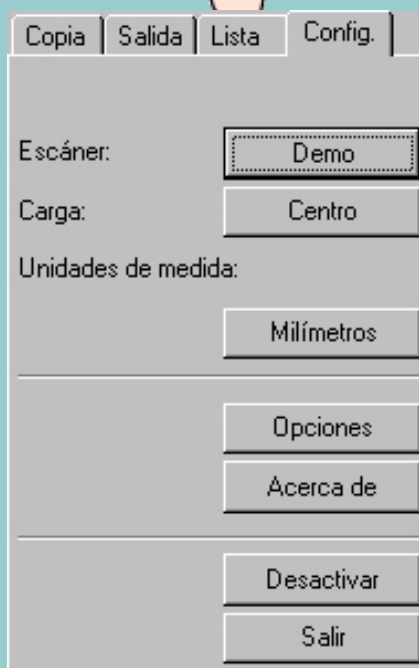 Copia Salida Lista Config.
Escáner: Demo
Carga: Centro
Unidades de medida:
Milímetros
Opciones
Acerca de
Desactivar
Salir